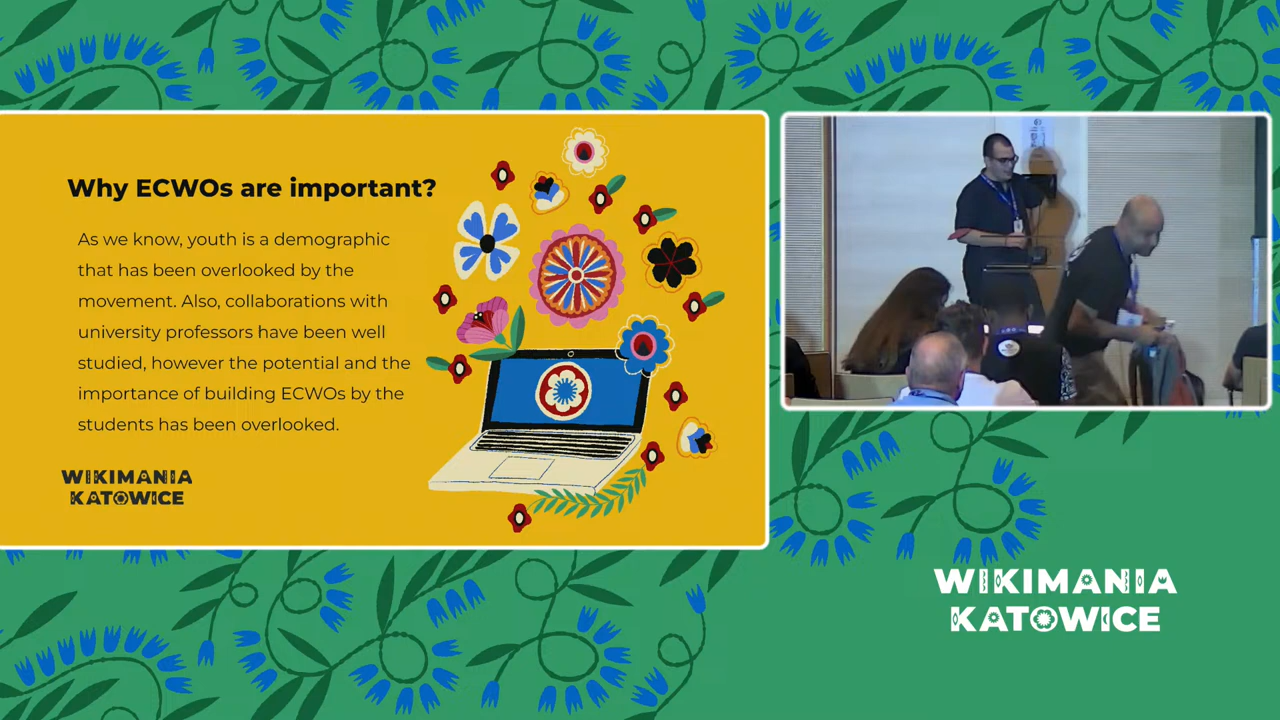 Why ECWOs are important?
As we know, youth is a demographic
that has been overlooked by the
movement. Also, collaborations with
university professors have been well
studied, however the potential and the
importance of building ECWOs by the
students has been overlooked.
WIKIMANIA
KATOWICE
WIKIMANIA
KATOWICE